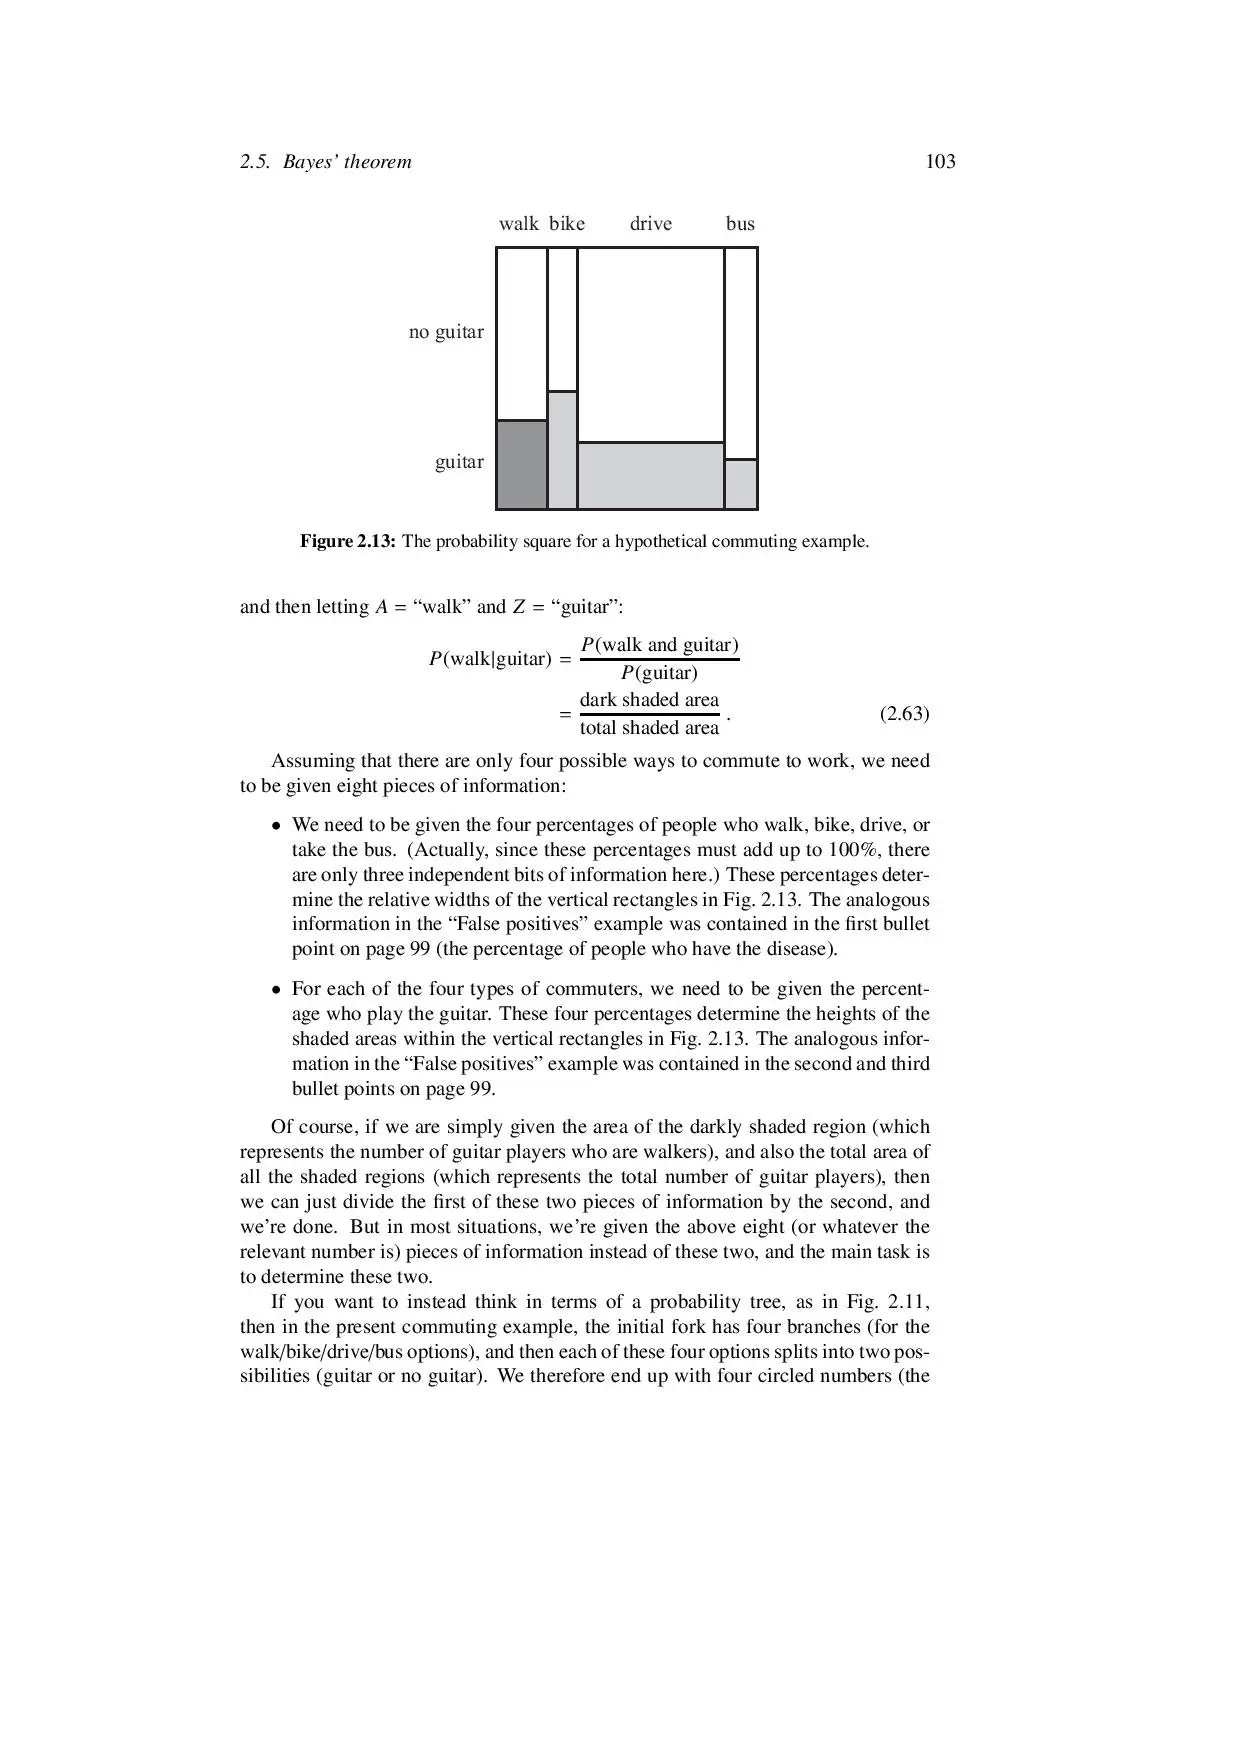 2.5. Bayes’ theorem 103
walk bike drive bus
no guitar
guitar
Figure 2.13: The probability square for a hypothetical commuting example.
and then letting A = “walk” and Z = “guitar”:
P(walk|guitar) = P(walk and guitar) / P(guitar)
= dark shaded area / total shaded area . (2.63)
Assuming that there are only four possible ways to commute to work, we need
to be given eight pieces of information:
• We need to be given the four percentages of people who walk, bike, drive, or
take the bus. (Actually, since these percentages must add up to 100%, there
are only three independent bits of information here.) These percentages deter-
mine the relative widths of the vertical rectangles in Fig. 2.13. The analogous
information in the “False positives” example was contained in the first bullet
point on page 99 (the percentage of people who have the disease).
• For each of the four types of commuters, we need to be given the percent-
age who play the guitar. These four percentages determine the heights of the
shaded areas within the vertical rectangles in Fig. 2.13. The analogous infor-
mation in the “False positives” example was contained in the second and third
bullet points on page 99.
Of course, if we are simply given the area of the darkly shaded region (which
represents the number of guitar players who are walkers), and also the total area of
all the shaded regions (which represents the total number of guitar players), then
we can just divide the first of these two pieces of information by the second, and
we’re done. But in most situations, we’re given the above eight (or whatever the
relevant number is) pieces of information instead of these two, and the main task is
to determine these two.
If you want to instead think in terms of a probability tree, as in Fig. 2.11,
then in the present commuting example, the initial fork has four branches (for the
walk/bike/drive/bus options), and then each of these four options splits into two pos-
sibilities (guitar or no guitar). We therefore end up with four circled numbers (the